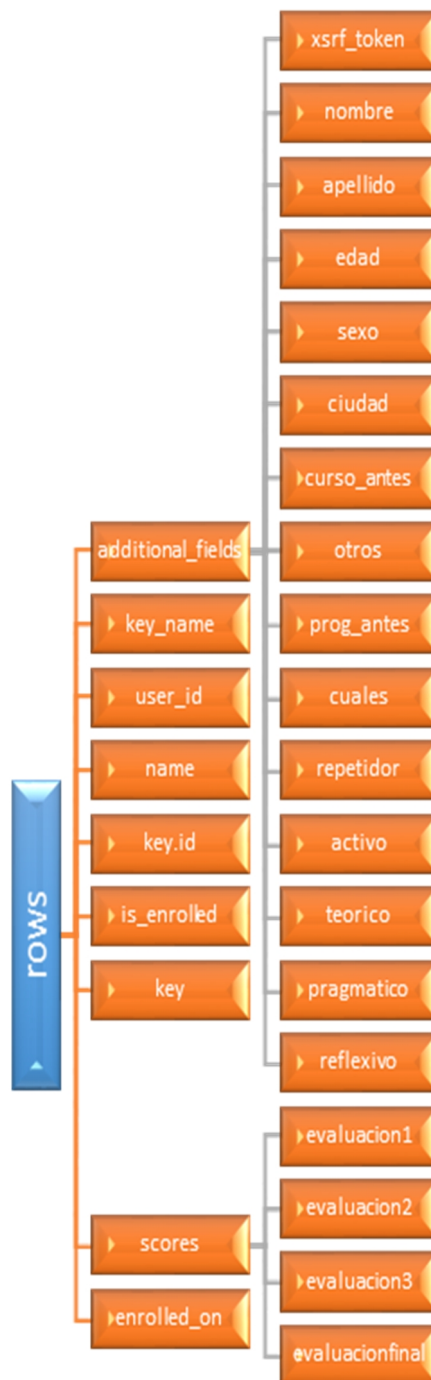 rows
additional_fields
key_name
user_id
name
key.id
is_enrolled
key
scores
enrolled_on
xsrf_token
nombre
apellido
edad
sexo
ciudad
curso_antes
otros
prog_antes
cuales
repetidor
activo
teorico
pragmatico
reflexivo
evaluacion1
evaluacion2
evaluacion3
evaluacionfinal